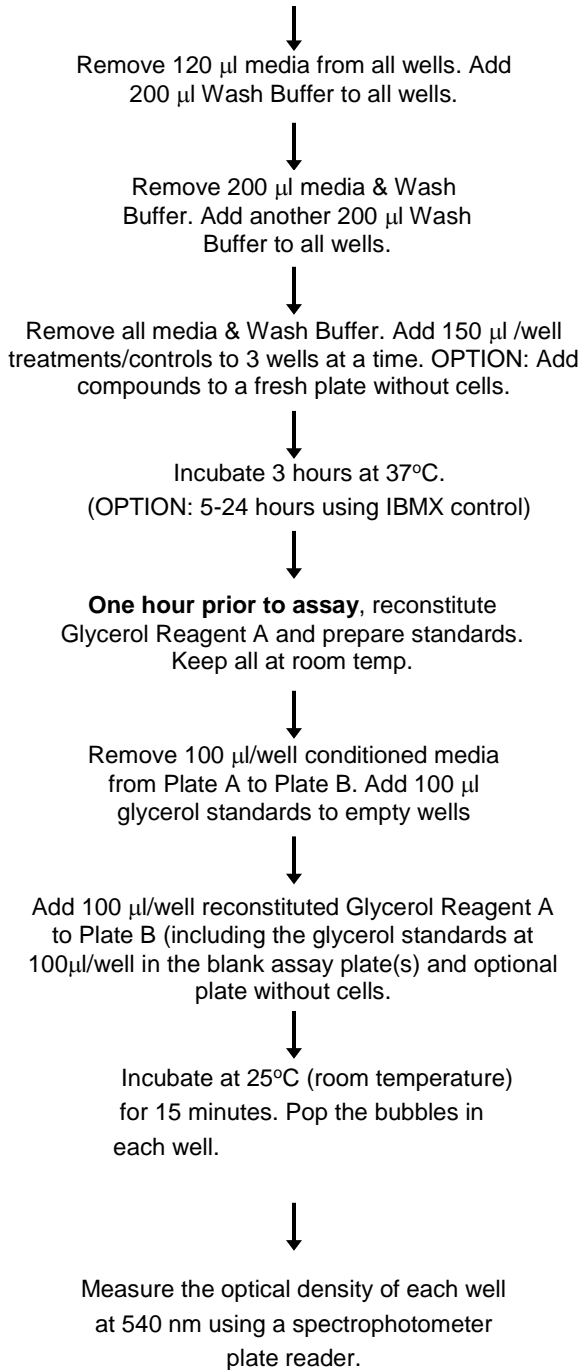 Remove 120 µl media from all wells. Add
200 µl Wash Buffer to all wells.
Remove 200 µl media & Wash
Buffer. Add another 200 µl Wash
Buffer to all wells.
Remove all media & Wash Buffer. Add 150 µl /well
treatments/controls to 3 wells at a time. OPTION: Add
compounds to a fresh plate without cells.
Incubate 3 hours at 37°C.
(OPTION: 5-24 hours using IBMX control)
One hour prior to assay, reconstitute
Glycerol Reagent A and prepare standards.
Keep all at room temp.
Remove 100 µl/well conditioned media
from Plate A to Plate B. Add 100 µl
glycerol standards to empty wells
Add 100 µl/well reconstituted Glycerol Reagent A
to Plate B (including the glycerol standards at
100µl/well in the blank assay plate(s) and optional
plate without cells.
Incubate at 25°C (room temperature)
for 15 minutes. Pop the bubbles in
each well.
Measure the optical density of each well
at 540 nm using a spectrophotometer
plate reader.